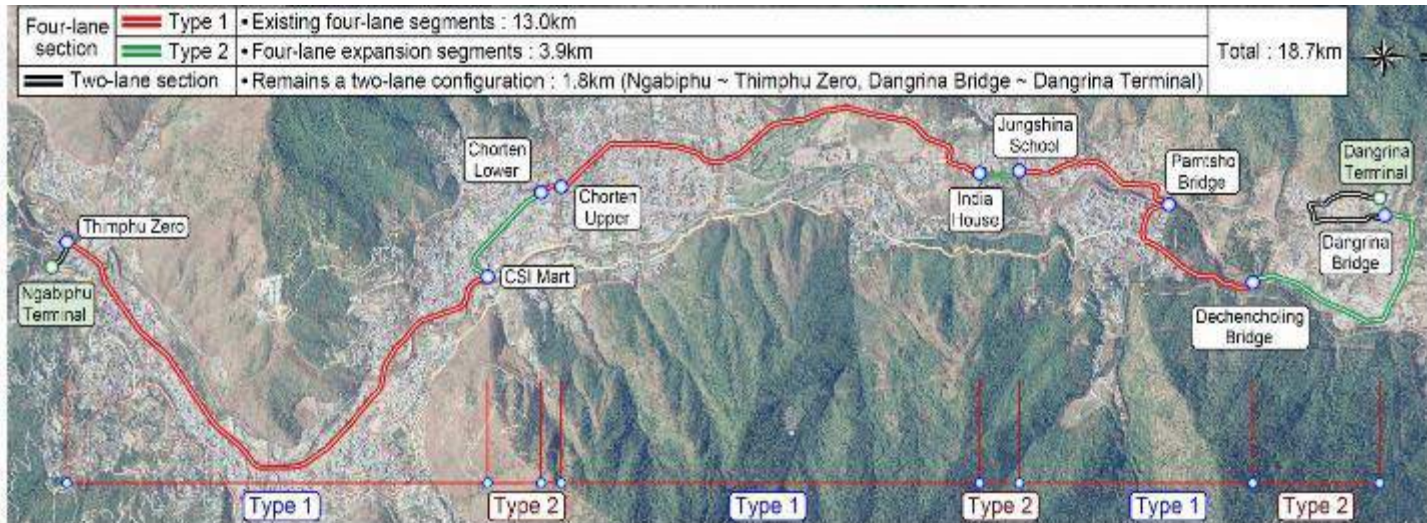 Four-lane section
Type 1
• Existing four-lane segments : 13.0km
Type 2
• Four-lane expansion segments : 3.9km
Two-lane section
• Remains a two-lane configuration : 1.8km (Ngabiphu ~ Thimphu Zero, Dangrina Bridge ~ Dangrina Terminal)
Total : 18.7km
Thimphu Zero
Ngabiphu
Terminal
Chorten
Lower
Chorten
Upper
CSI Mart
India
House
Jungshina
School
Pamtsho
Bridge
Dechencholing
Bridge
Dangrina
Terminal
Dangrina
Bridge
Type 1
Type 2
Type 1
Type 2
Type 1
Type 2